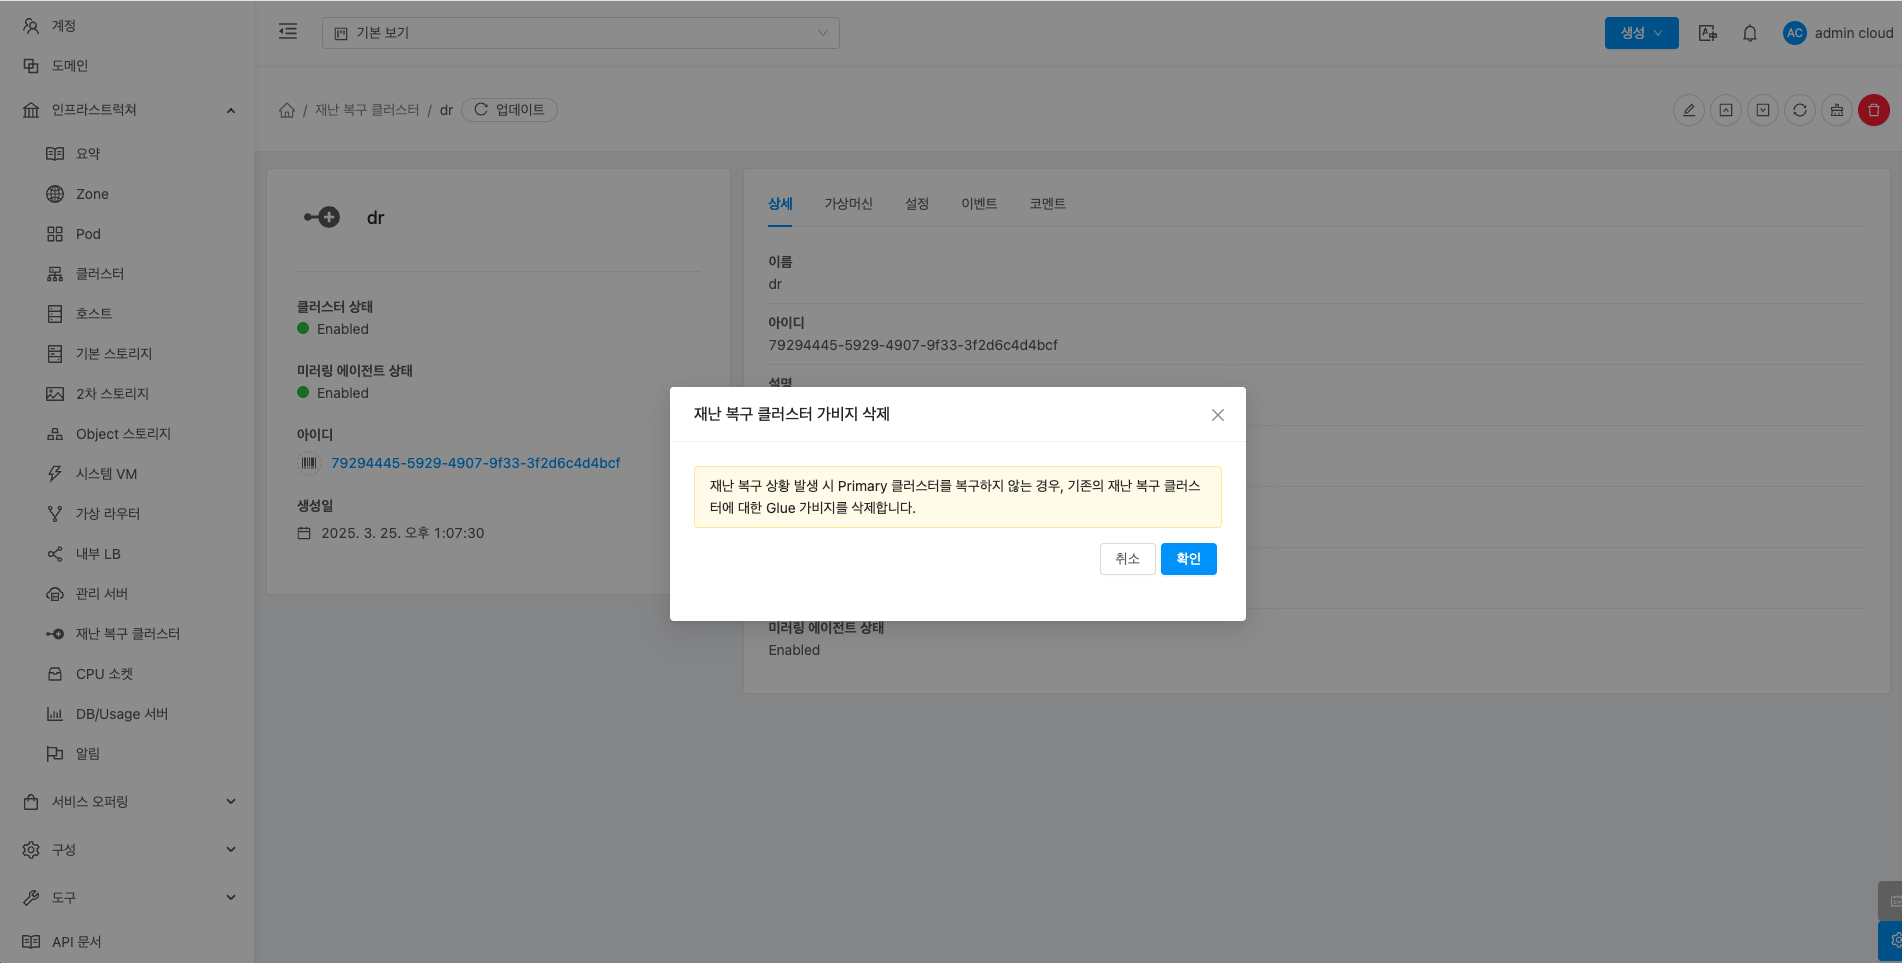 계정
도메인
인프라스트럭쳐
요약
Zone
Pod
클러스터
호스트
기본 스토리지
2차 스토리지
Object 스토리지
시스템 VM
가상 라우터
내부 LB
관리 서버
재난 복구 클러스터
CPU 소켓
DB/Usage 서버
알림
서비스 오퍼링
구성
도구
API 문서
기본 보기
생성
AC admin cloud
/ 재난 복구 클러스터 / dr 업데이트
dr
클러스터 상태
Enabled
미러링 에이전트 상태
Enabled
아이디
79294445-5929-4907-9f33-3f2d6c4d4bcf
생성일
2025. 3. 25. 오후 1:07:30
상세 가상머신 설정 이벤트 코멘트
이름
dr
아이디
79294445-5929-4907-9f33-3f2d6c4d4bcf
설명
재난 복구 클러스터 가비지 삭제
재난 복구 상황 발생 시 Primary 클러스터를 복구하지 않는 경우, 기존의 재난 복구 클러스
터에 대한 Glue 가비지를 삭제합니다.
취소 확인
미러링 에이전트 상태
Enabled